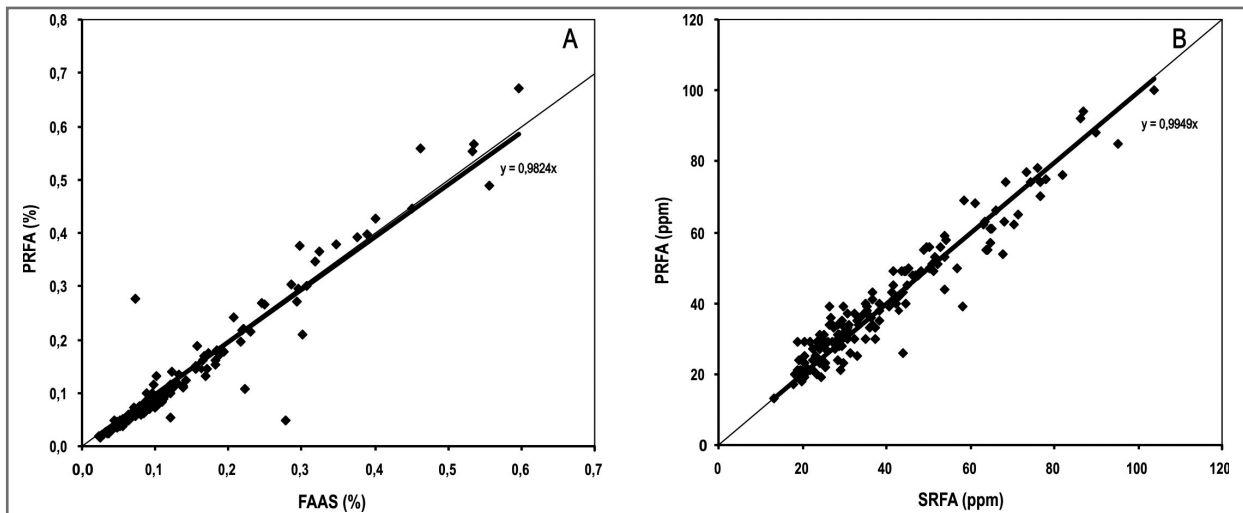 A
0,8
0,7
0,6
0,5
0,4
0,3
0,2
0,1
0,0
PRFA (%)
y = 0,9824x
0,0 0,1 0,2 0,3 0,4 0,5 0,6 0,7
FAAS (%)
B
120
100
80
60
40
20
0
PRFA (ppm)
y = 0,9949x
0 20 40 60 80 100 120
SRFA (ppm)